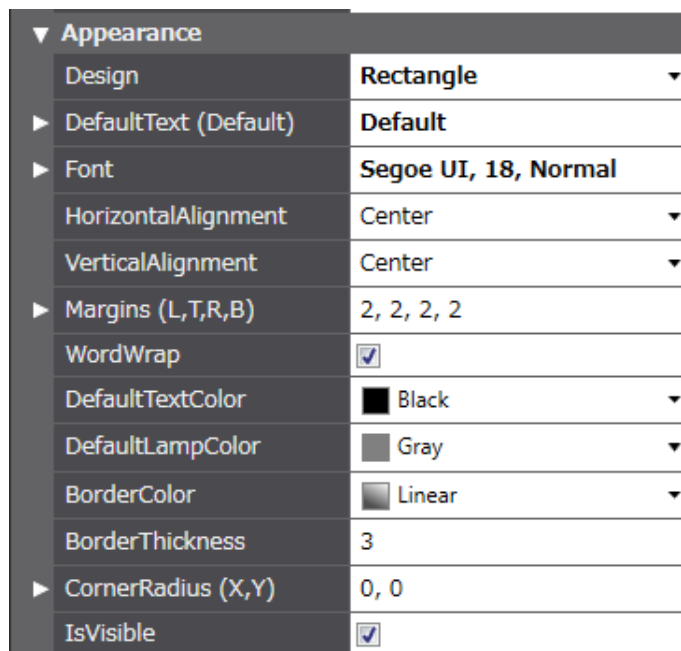 Appearance
Design Rectangle
DefaultText (Default) Default
Font Segoe UI, 18, Normal
HorizontalAlignment Center
VerticalAlignment Center
Margins (L,T,R,B) 2, 2, 2, 2
WordWrap
DefaultTextColor Black
DefaultLampColor Gray
BorderColor Linear
BorderThickness 3
CornerRadius (X,Y) 0, 0
IsVisible